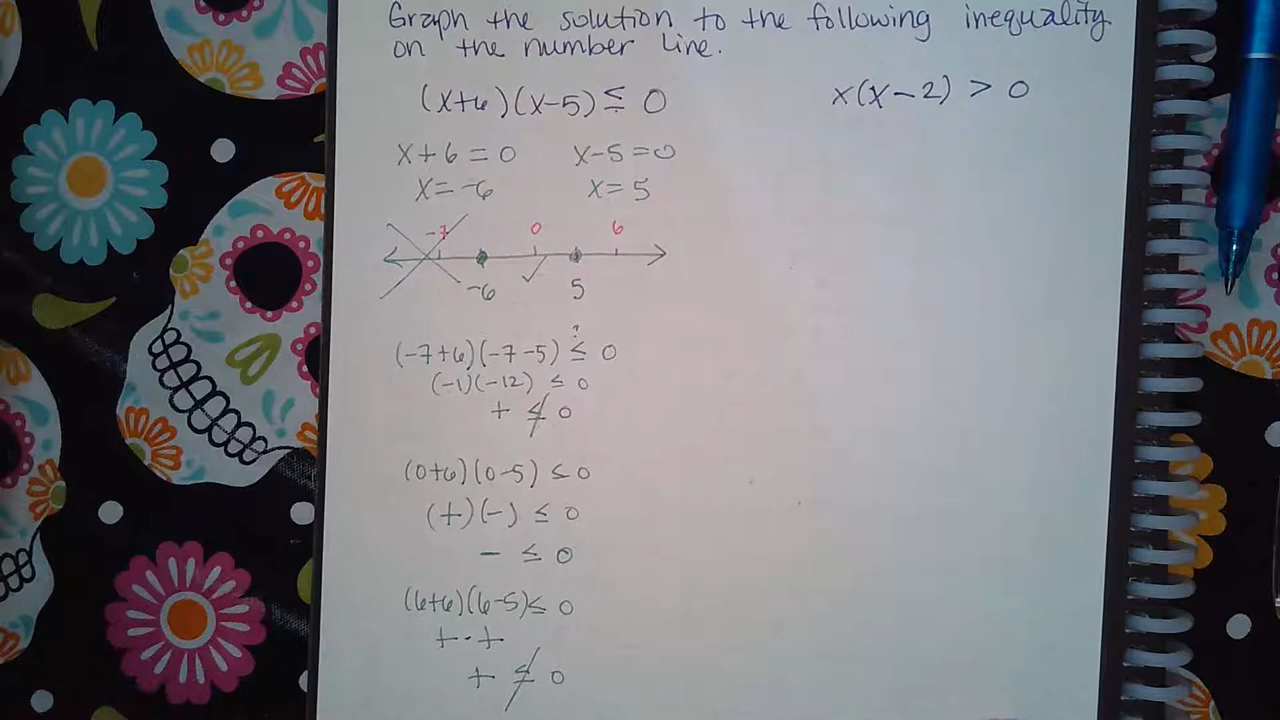 Graph the solution to the following inequality
on the number line.
(x+6)(x-5) ≤ 0
x+6=0 x-5=0
x=-6 x=5
-7 0 6
-6 5
(-7+6)(-7-5) ≤ 0
?
(-1)(-12) ≤ 0
+ ≰ 0
(0+6)(0-5) ≤ 0
(+)(-) ≤ 0
- ≤ 0
(6+6)(6-5) ≤ 0
+·+
+ ≰ 0
x(x-2) > 0